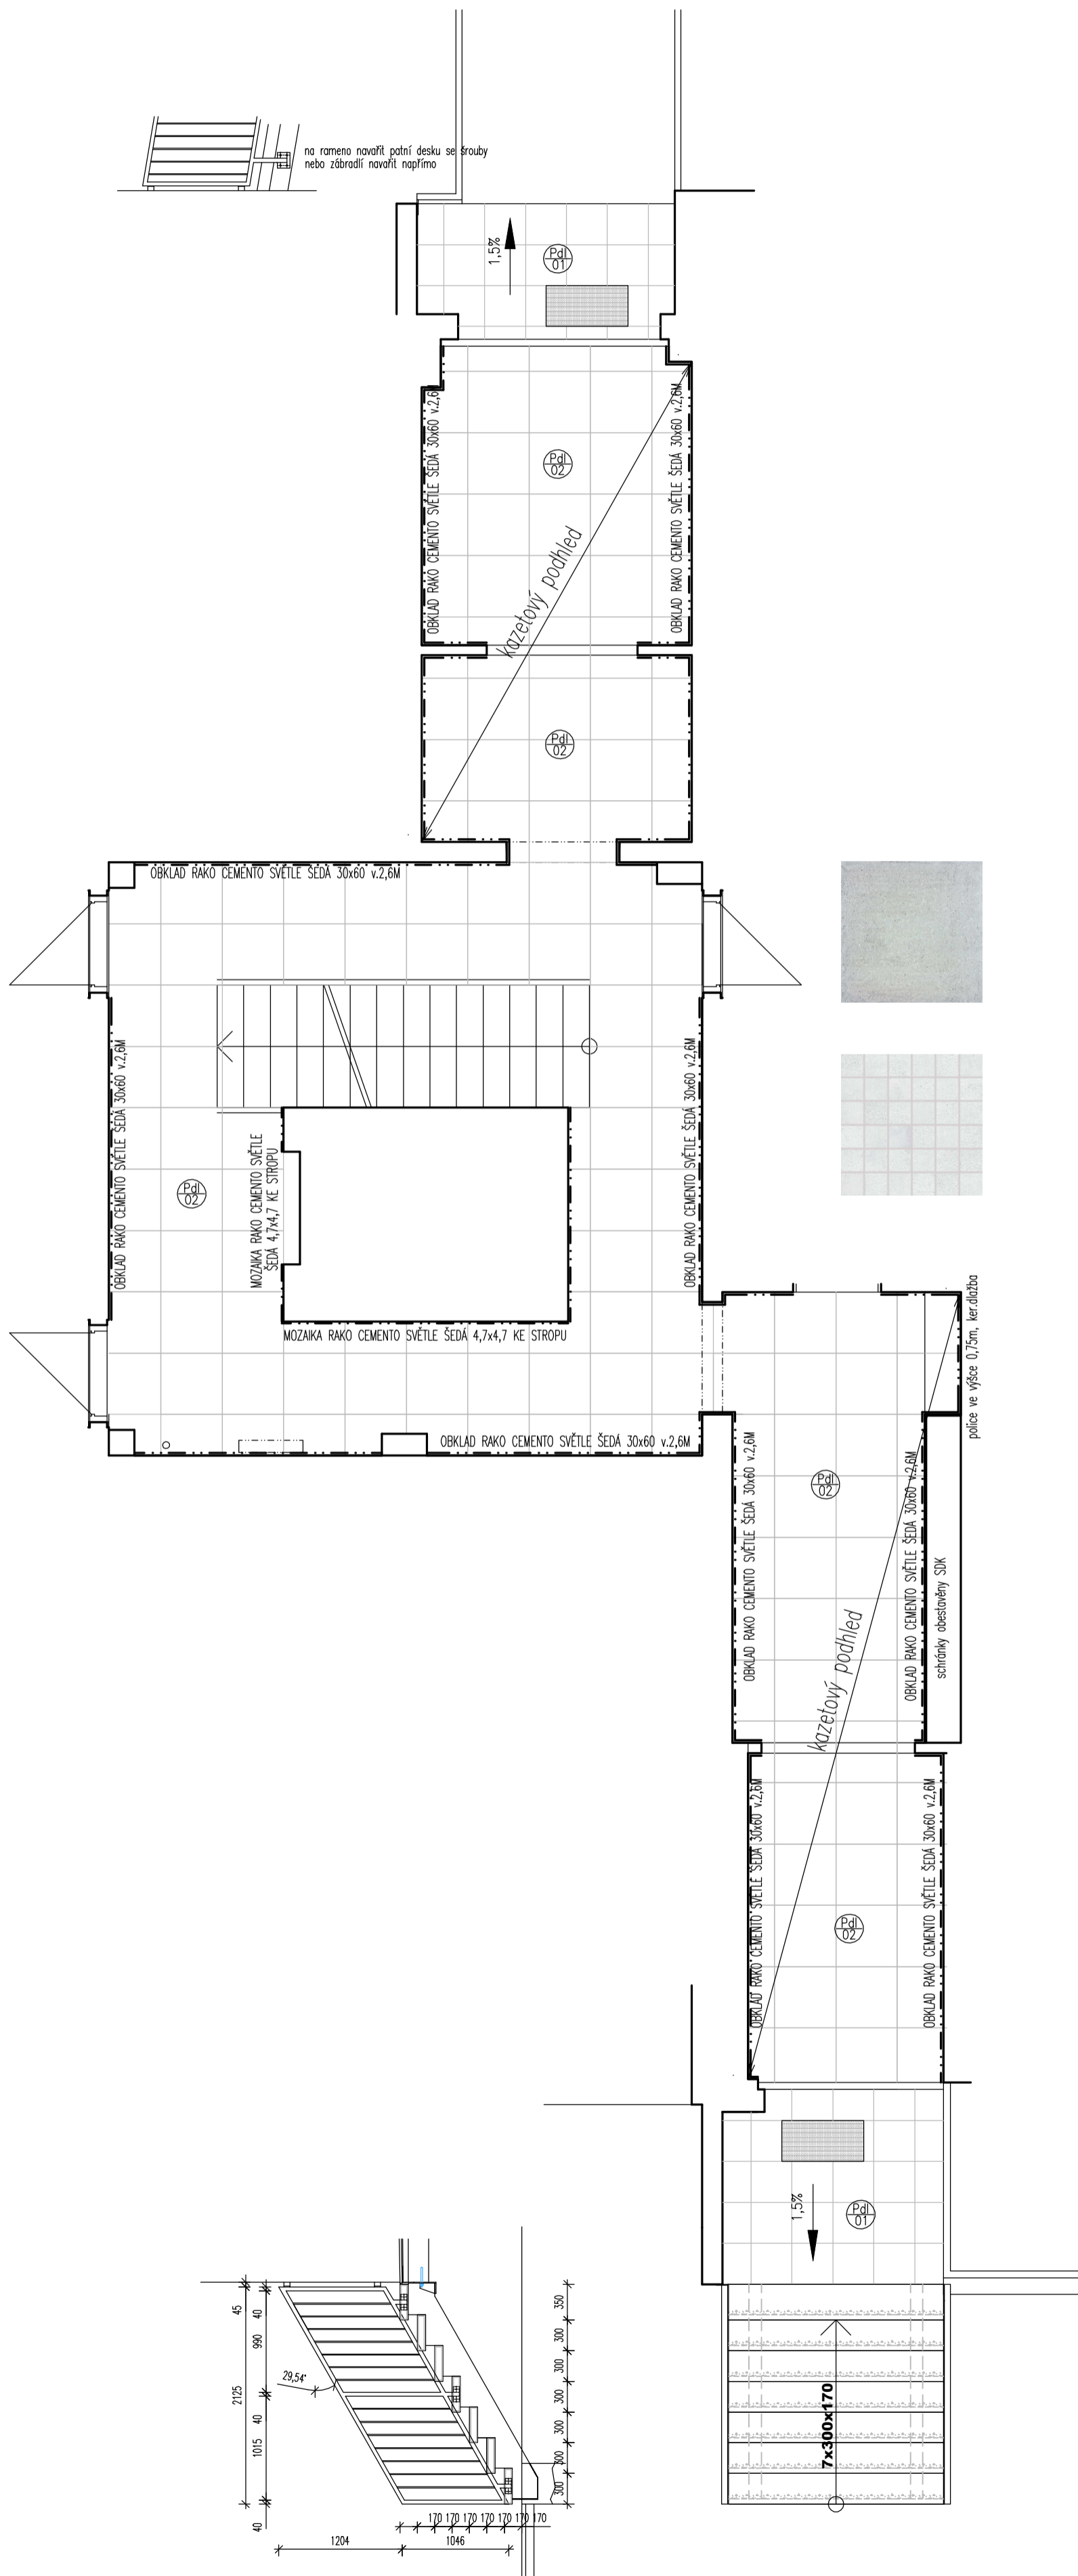 na rameno navařit patní desku se šrouby
nebo zábradlí navařit napřímo
1,5%
Pdl
01
OBKLAD RAKO CEMENTO SVĚTLE ŠEDÁ 30x60 v.2,6M
OBKLAD RAKO CEMENTO SVĚTLE ŠEDÁ 30x60 v.2,6M
Pdl
02
kazetový podhled
Pdl
02
OBKLAD RAKO CEMENTO SVĚTLE ŠEDÁ 30x60 v.2,6M
OBKLAD RAKO CEMENTO SVĚTLE ŠEDÁ 30x60 v.2,6M
OBKLAD RAKO CEMENTO SVĚTLE ŠEDÁ 30x60 v.2,6M
Pdl
02
MOZAIKA RAKO CEMENTO SVĚTLE
ŠEDÁ 4,7x4,7 KE STROPU
MOZAIKA RAKO CEMENTO SVĚTLE ŠEDÁ 4,7x4,7 KE STROPU
OBKLAD RAKO CEMENTO SVĚTLE ŠEDÁ 30x60 v.2,6M
police ve výšce 0,75m, ker.dlažba
Pdl
02
OBKLAD RAKO CEMENTO SVĚTLE ŠEDÁ 30x60 v.2,6M
OBKLAD RAKO CEMENTO SVĚTLE ŠEDÁ 30x60 v.2,6M
schránky obestavěny SDK
kazetový podhled
OBKLAD RAKO CEMENTO SVĚTLE ŠEDÁ 30x60 v.2,6M
OBKLAD RAKO CEMENTO SVĚTLE ŠEDÁ 30x60 v.2,6M
Pdl
02
1,5%
Pdl
01
7x300x170
45
2125
40
990
40
1015
40
29,54°
350
300
300
300
300
300
300
170 170 170 170 170 170 170
1204
1046